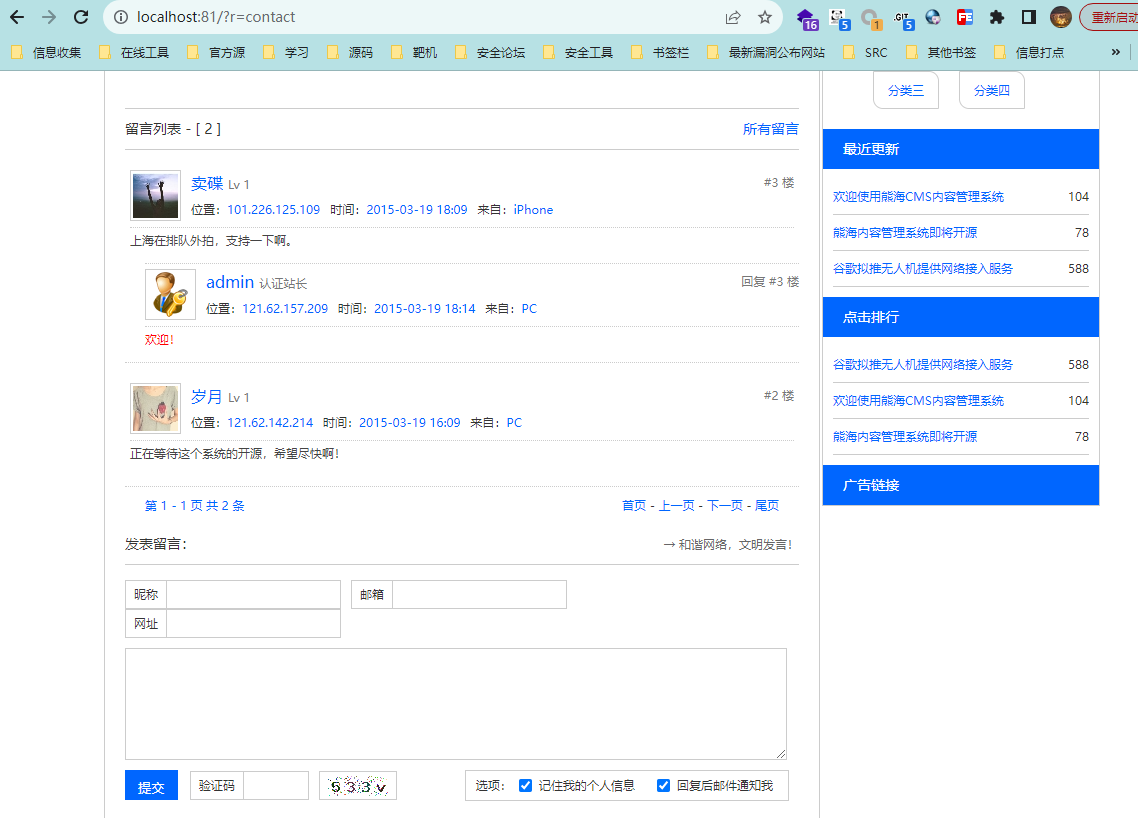 localhost:81/?r=contact
16
5
1
GIT 5
FE
重新启动
信息收集 在线工具 官方源 学习 源码 靶机 安全论坛 安全工具 书签栏 最新漏洞公布网站 SRC 其他书签 信息打点 »
留言列表 - [ 2 ] 所有留言
卖碟 Lv 1 #3 楼
位置：101.226.125.109 时间：2015-03-19 18:09 来自：iPhone
上海在排队外拍，支持一下啊。
admin 认证站长 回复 #3 楼
位置：121.62.157.209 时间：2015-03-19 18:14 来自：PC
欢迎！
岁月 Lv 1 #2 楼
位置：121.62.142.214 时间：2015-03-19 16:09 来自：PC
正在等待这个系统的开源，希望尽快啊！
第 1 - 1 页 共 2 条 首页 - 上一页 - 下一页 - 尾页
发表留言： → 和谐网络，文明发言！
昵称 邮箱
网址
提交 验证码 533v 选项： 记住我的个人信息 回复后邮件通知我
分类三 分类四
最近更新
欢迎使用熊海CMS内容管理系统 104
熊海内容管理系统即将开源 78
谷歌拟推无人机提供网络接入服务 588
点击排行
谷歌拟推无人机提供网络接入服务 588
欢迎使用熊海CMS内容管理系统 104
熊海内容管理系统即将开源 78
广告链接